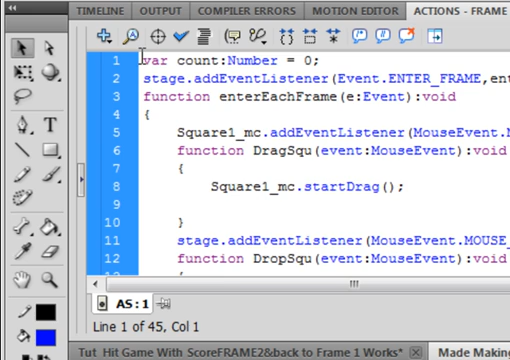 TIMELINE OUTPUT COMPILER ERRORS MOTION EDITOR ACTIONS - FRAME
1 var count:Number = 0;
2 stage.addEventListener(Event.ENTER_FRAME,ent
3 function enterEachFrame(e:Event):void
4 {
5 Square1_mc.addEventListener(MouseEvent.M
6 function DragSqu(event:MouseEvent):void
7 {
8 Square1_mc.startDrag();
9
10 }
11 stage.addEventListener(MouseEvent.MOUSE_
12 function DropSqu(event:MouseEvent):void
AS:1
Line 1 of 45, Col 1
Tut Hit Game With ScoreFRAME2&back to Frame 1 Works* Made Making